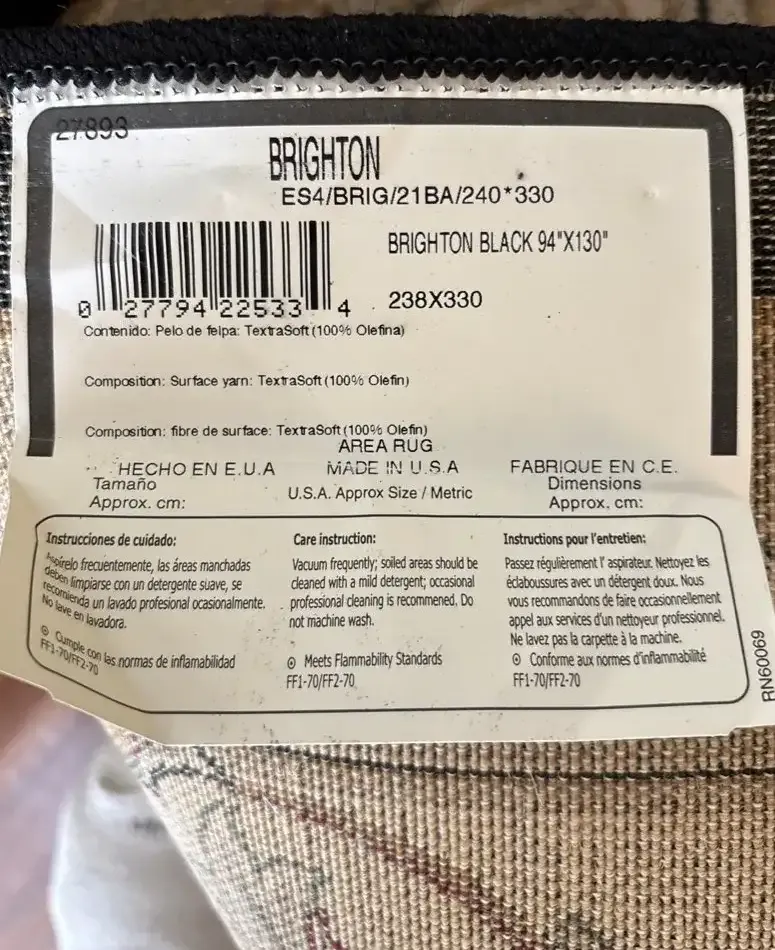 27893
BRIGHTON
ES4/BRIG/21BA/240*330
BRIGHTON BLACK 94"X130"
0 27794 22533 4
238X330
Contenido: Pelo de felpa: TextraSoft (100% Olefina)
Composition: Surface yarn: TextraSoft (100% Olefin)
Composition: fibre de surface: TextraSoft (100% Olefin)
AREA RUG
HECHO EN E.U.A
MADE IN U.S.A
FABRIQUE EN C.E.
Tamaño
Approx. cm:
U.S.A. Approx Size / Metric
Dimensions
Approx. cm:
Instrucciones de cuidado:
Aspírelo frecuentemente, las áreas manchadas
deben limpiarse con un detergente suave, se
recomienda un lavado profesional ocasionalmente.
No lave en lavadora.
Cumple con las normas de inflamabilidad
FF1-70/FF2-70
Care instruction:
Vacuum frequently; soiled areas should be
cleaned with a mild detergent; occasional
professional cleaning is recommened. Do
not machine wash.
Meets Flammability Standards
FF1-70/FF2-70
Instructions pour l'entretien:
Passez régulièrement l' aspirateur. Nettoyez les
éclaboussures avec un détergent doux. Nous
vous recommandons de faire occasionnellement
appel aux services d'un nettoyeur professionnel.
Ne lavez pas la carpette à la machine.
Conforme aux normes d'inflammabilité
FF1-70/FF2-70
RN60069